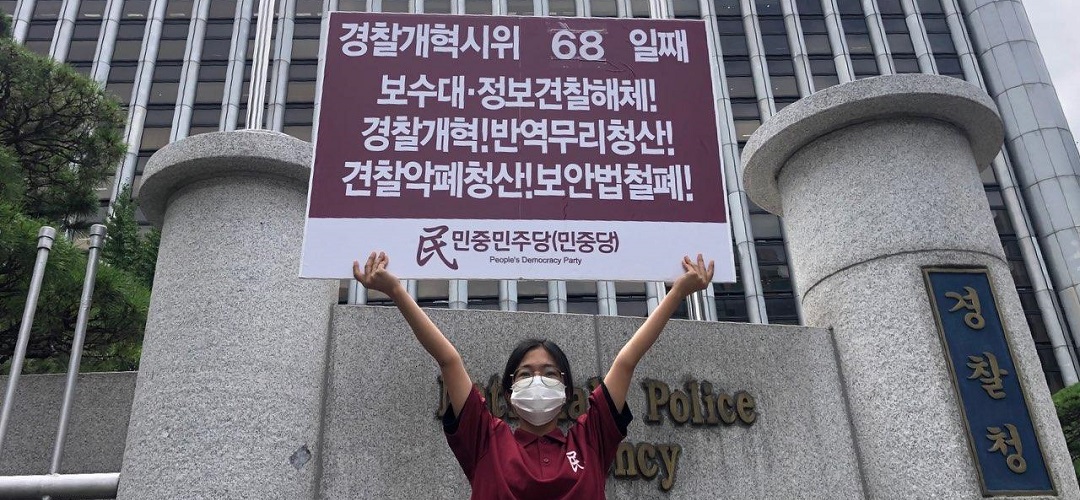 경찰개혁시위 68 일째
보수대·정보견찰해체!
경찰개혁!반역무리청산!
견찰악폐청산!보안법철폐!
民 민중민주당(민중당)
People's Democracy Party
Police
民
경찰청